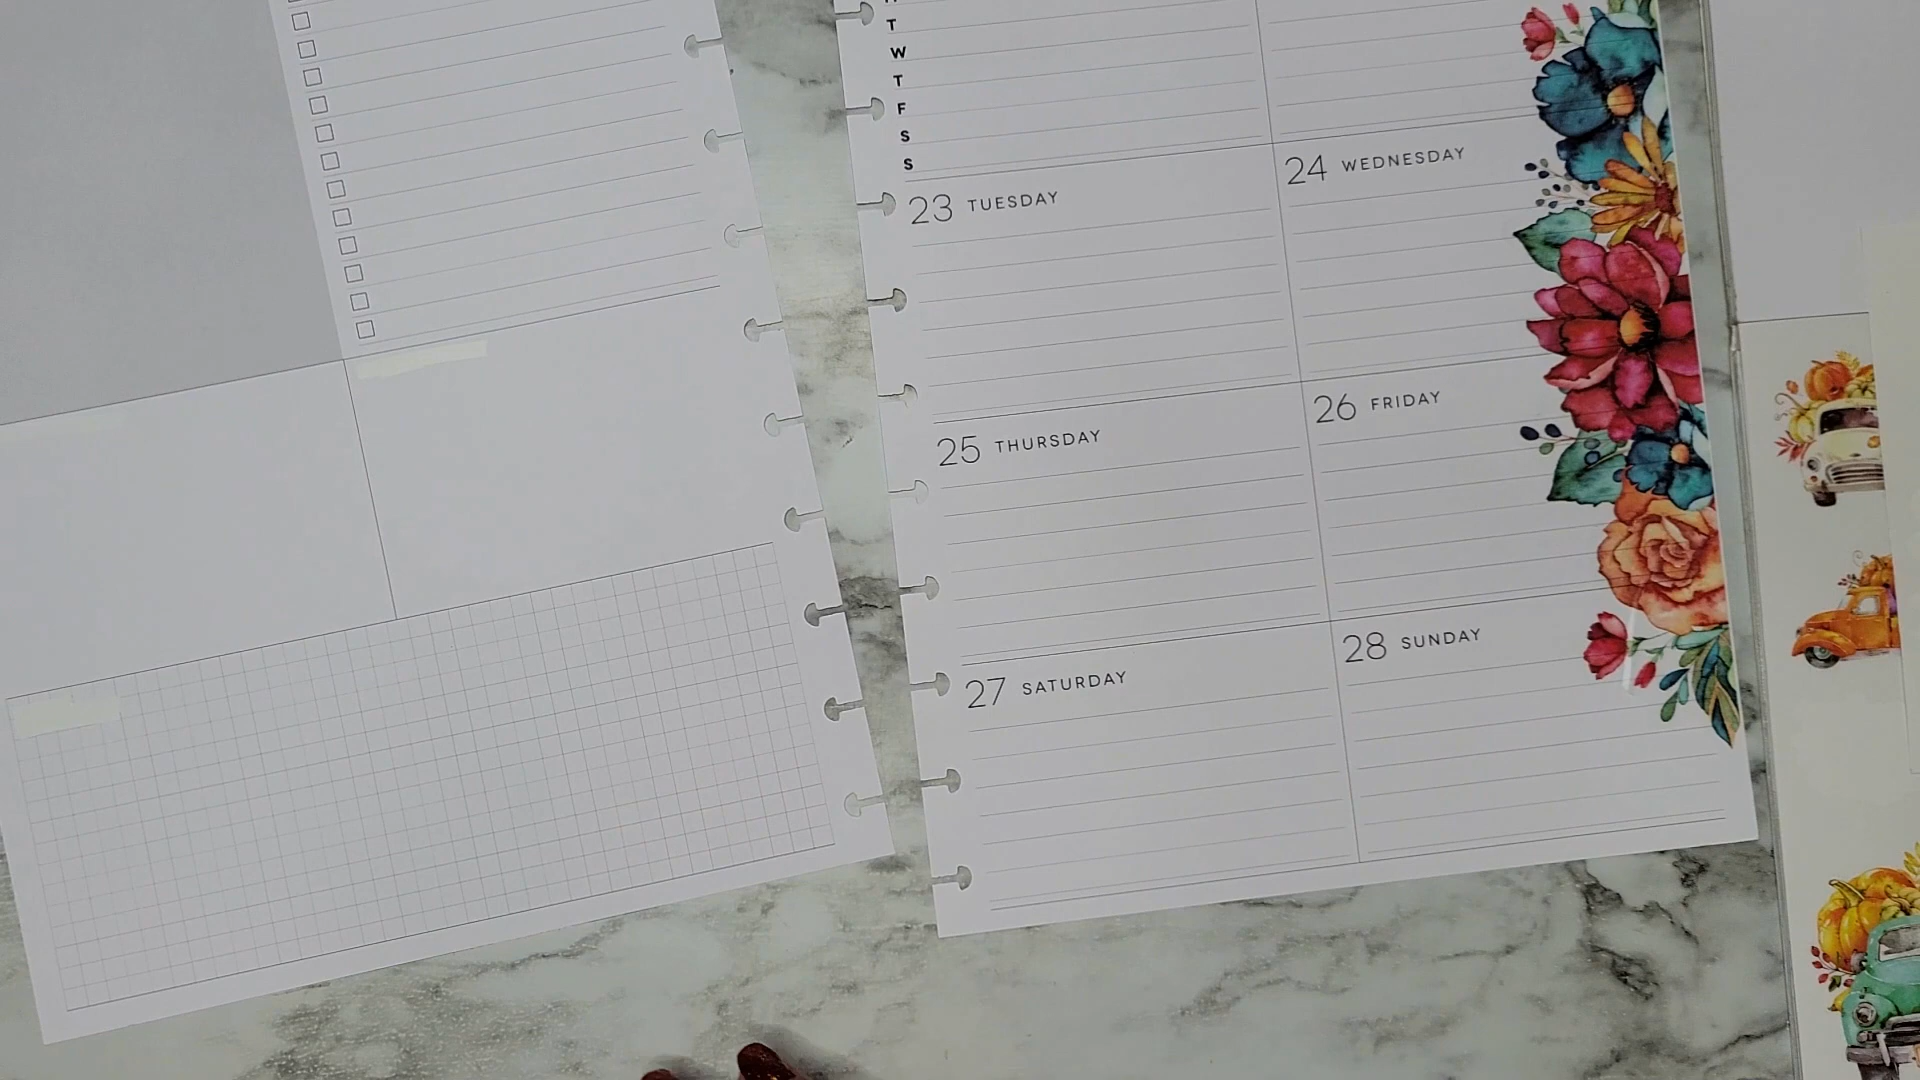 T
W
T
F
S
S
23 TUESDAY
24 WEDNESDAY
25 THURSDAY
26 FRIDAY
27 SATURDAY
28 SUNDAY